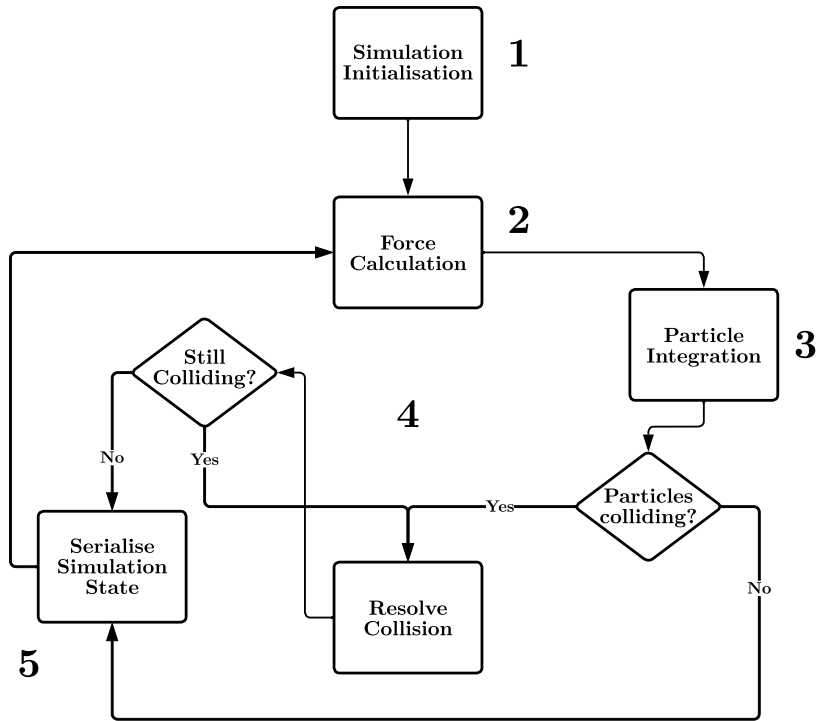 Simulation
Initialisation
1
Force
Calculation
2
Particle
Integration
3
Still
Colliding?
4
No
Yes
Particles
colliding?
Yes
No
Serialise
Simulation
State
Resolve
Collision
5